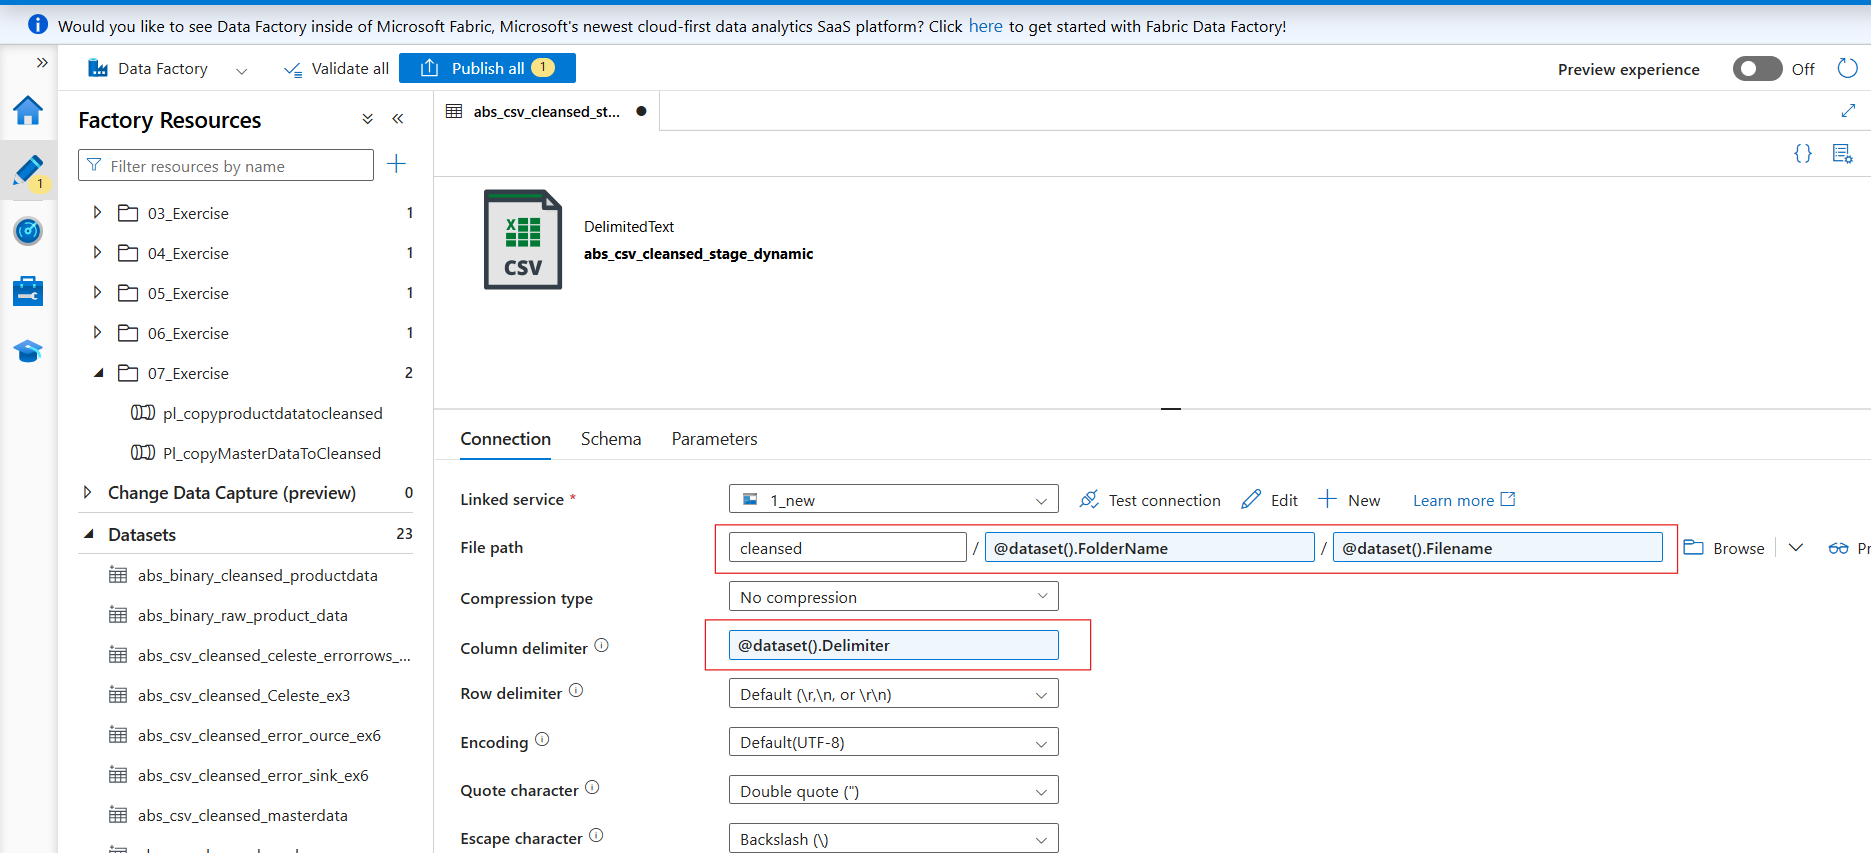 Would you like to see Data Factory inside of Microsoft Fabric, Microsoft's newest cloud-first data analytics SaaS platform? Click here to get started with Fabric Data Factory!
Data Factory
Validate all
Publish all 1
Preview experience
Off
1
Factory Resources
Filter resources by name
03_Exercise 1
04_Exercise 1
05_Exercise 1
06_Exercise 1
07_Exercise 2
pl_copyproductdatatocleansed
Pl_copyMasterDataToCleansed
Change Data Capture (preview) 0
Datasets 23
abs_binary_cleansed_productdata
abs_binary_raw_product_data
abs_csv_cleansed_celeste_errorrows_...
abs_csv_cleansed_Celeste_ex3
abs_csv_cleansed_error_ource_ex6
abs_csv_cleansed_error_sink_ex6
abs_csv_cleansed_masterdata
abs_csv_cleansed_st...
X
CSV
DelimitedText
abs_csv_cleansed_stage_dynamic
Connection Schema Parameters
Linked service * 1_new Test connection Edit New Learn more
File path cleansed / @dataset().FolderName / @dataset().Filename Browse Pr
Compression type No compression
Column delimiter @dataset().Delimiter
Row delimiter Default (\r,\n, or \r\n)
Encoding Default(UTF-8)
Quote character Double quote (")
Escape character Backslash (\)